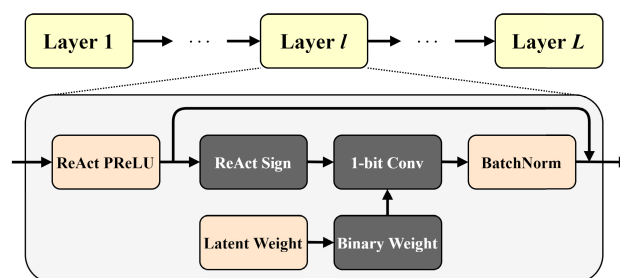 Layer 1 ... Layer l ... Layer L
ReAct PReLU ReAct Sign 1-bit Conv BatchNorm
Latent Weight Binary Weight